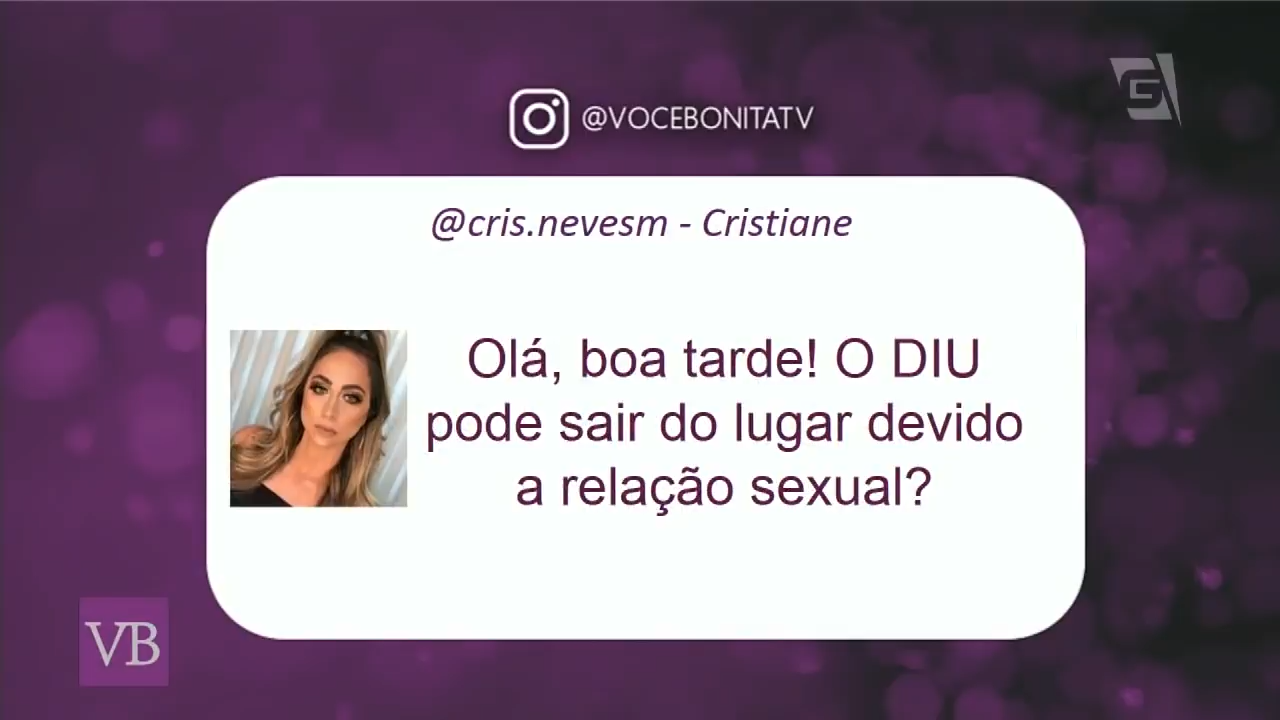 @VOCEBONITATV
@cris.nevesm - Cristiane
Olá, boa tarde! O DIU
pode sair do lugar devido
a relação sexual?
VB